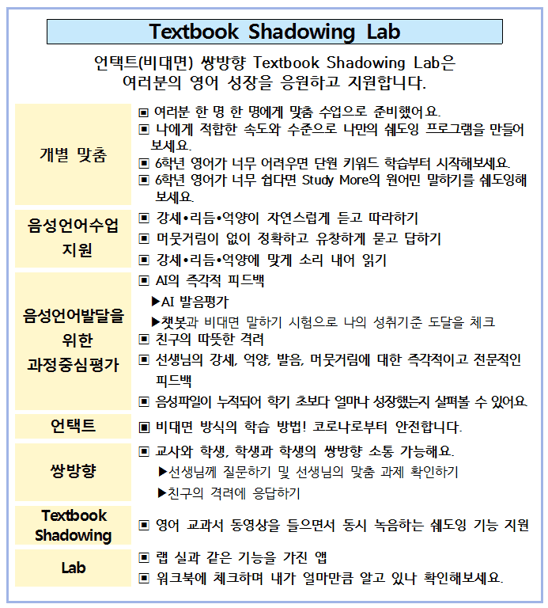 Textbook Shadowing Lab
언택트(비대면) 쌍방향 Textbook Shadowing Lab은
여러분의 영어 성장을 응원하고 지원합니다.
개별 맞춤
▣ 여러분 한 명 한 명에게 맞춤 수업으로 준비했어요.
▣ 나에게 적합한 속도와 수준으로 나만의 쉐도잉 프로그램을 만들어
보세요.
▣ 6학년 영어가 너무 어려우면 단원 키워드 학습부터 시작해보세요.
▣ 6학년 영어가 너무 쉽다면 Study More의 원어민 말하기를 쉐도잉해
보세요.
음성언어수업
지원
▣ 강세•리듬•억양이 자연스럽게 듣고 따라하기
▣ 머뭇거림이 없이 정확하고 유창하게 묻고 답하기
▣ 강세•리듬•억양에 맞게 소리 내어 읽기
음성언어발달을
위한
과정중심평가
▣ AI의 즉각적 피드백
▶AI 발음평가
▶챗봇과 비대면 말하기 시험으로 나의 성취기준 도달을 체크
▣ 친구의 따뜻한 격려
▣ 선생님의 강세, 억양, 발음, 머뭇거림에 대한 즉각적이고 전문적인
피드백
▣ 음성파일이 누적되어 학기 초보다 얼마나 성장했는지 살펴볼 수 있어요.
언택트
▣ 비대면 방식의 학습 방법! 코로나로부터 안전합니다.
쌍방향
▣ 교사와 학생, 학생과 학생의 쌍방향 소통 가능해요.
▶선생님께 질문하기 및 선생님의 맞춤 과제 확인하기
▶친구의 격려에 응답하기
Textbook
Shadowing
▣ 영어 교과서 동영상을 들으면서 동시 녹음하는 쉐도잉 기능 지원
Lab
▣ 랩 실과 같은 기능을 가진 앱
▣ 워크북에 체크하며 내가 얼마만큼 알고 있나 확인해보세요.